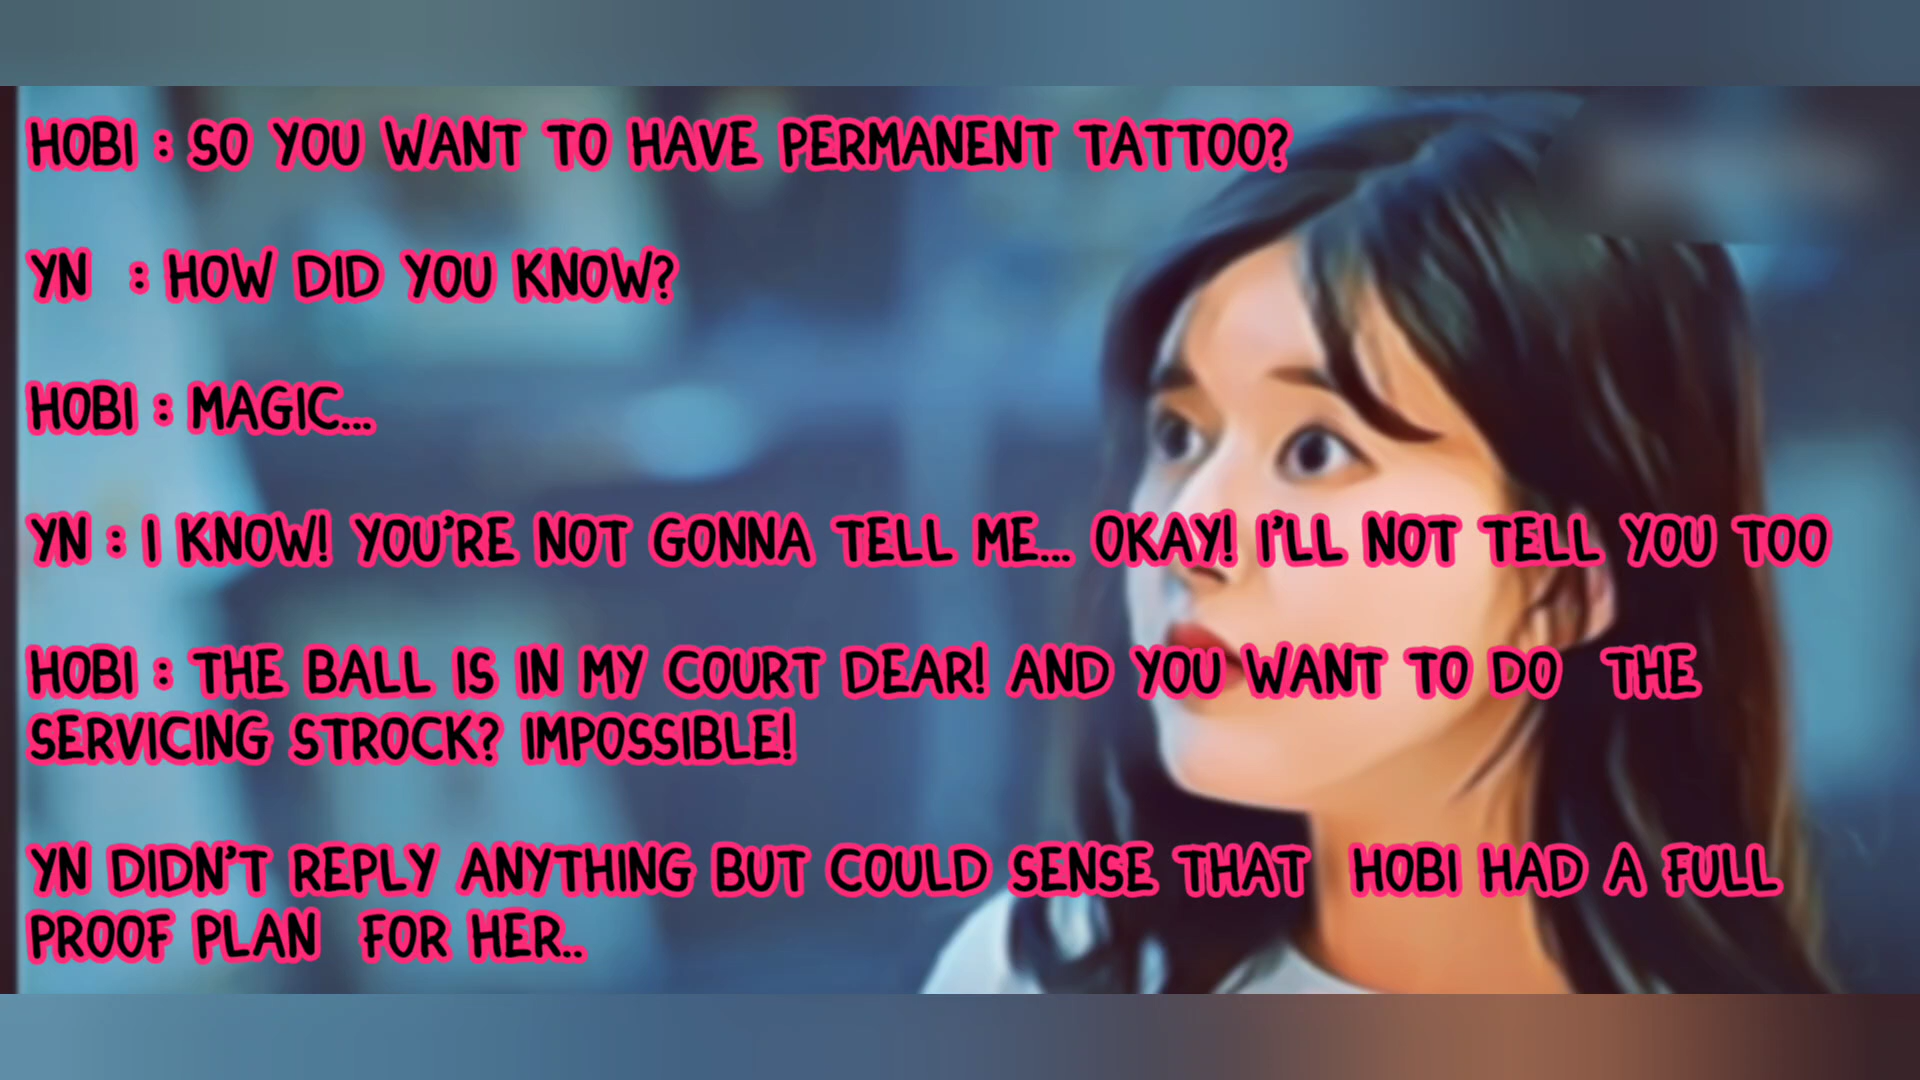 HOBI : SO YOU WANT TO HAVE PERMANENT TATTOO?
YN : HOW DID YOU KNOW?
HOBI : MAGIC...
YN : I KNOW! YOU'RE NOT GONNA TELL ME... OKAY! I'LL NOT TELL YOU TOO
HOBI : THE BALL IS IN MY COURT DEAR! AND YOU WANT TO DO THE
SERVICING STROCK? IMPOSSIBLE!
YN DIDN'T REPLY ANYTHING BUT COULD SENSE THAT HOBI HAD A FULL
PROOF PLAN FOR HER..